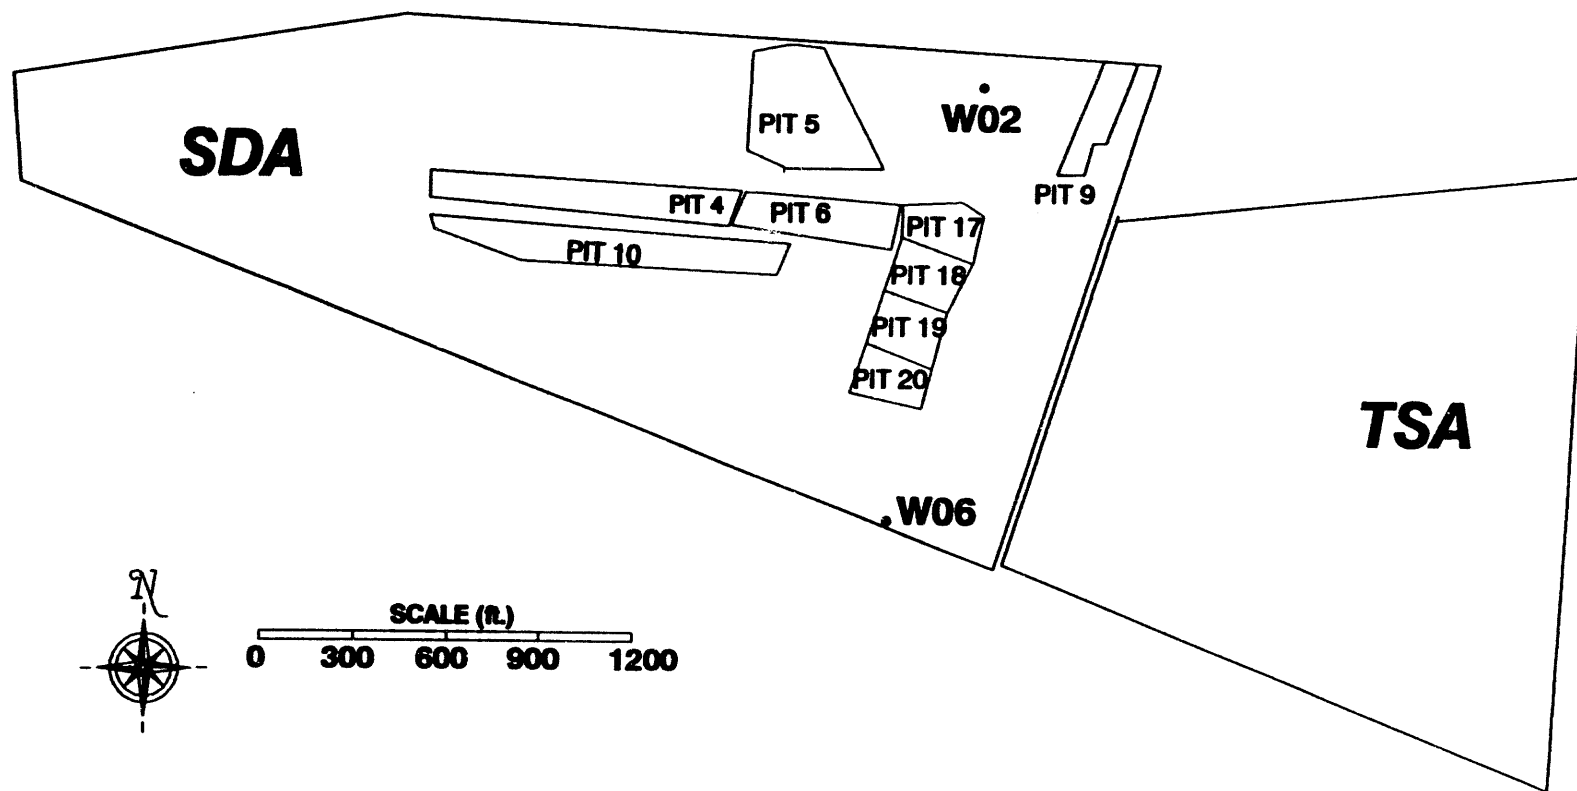 PIT 5
W02
SDA
PIT 9
PIT 4
PIT 6
PIT 17
PIT 10
PIT 18
PIT 19
PIT 20
TSA
W06
N
SCALE (ft.)
0 300 600 900 1200